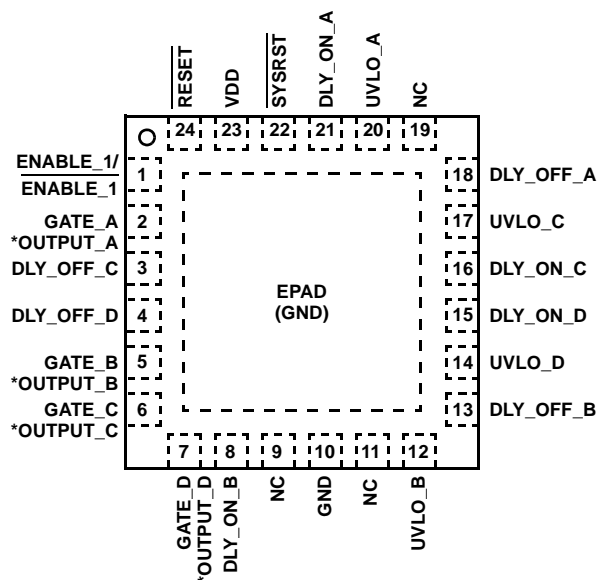 RESET
VDD
SYSRST
DLY_ON_A
UVLO_A
NC
24 23 22 21 20 19
ENABLE_1/
ENABLE_1
1
GATE_A
*OUTPUT_A
2
DLY_OFF_C
3
DLY_OFF_D
4
GATE_B
*OUTPUT_B
5
GATE_C
*OUTPUT_C
6
EPAD
(GND)
18 DLY_OFF_A
17 UVLO_C
16 DLY_ON_C
15 DLY_ON_D
14 UVLO_D
13 DLY_OFF_B
7 8 9 10 11 12
GATE_D
*OUTPUT_D
DLY_ON_B
NC
GND
NC
UVLO_B